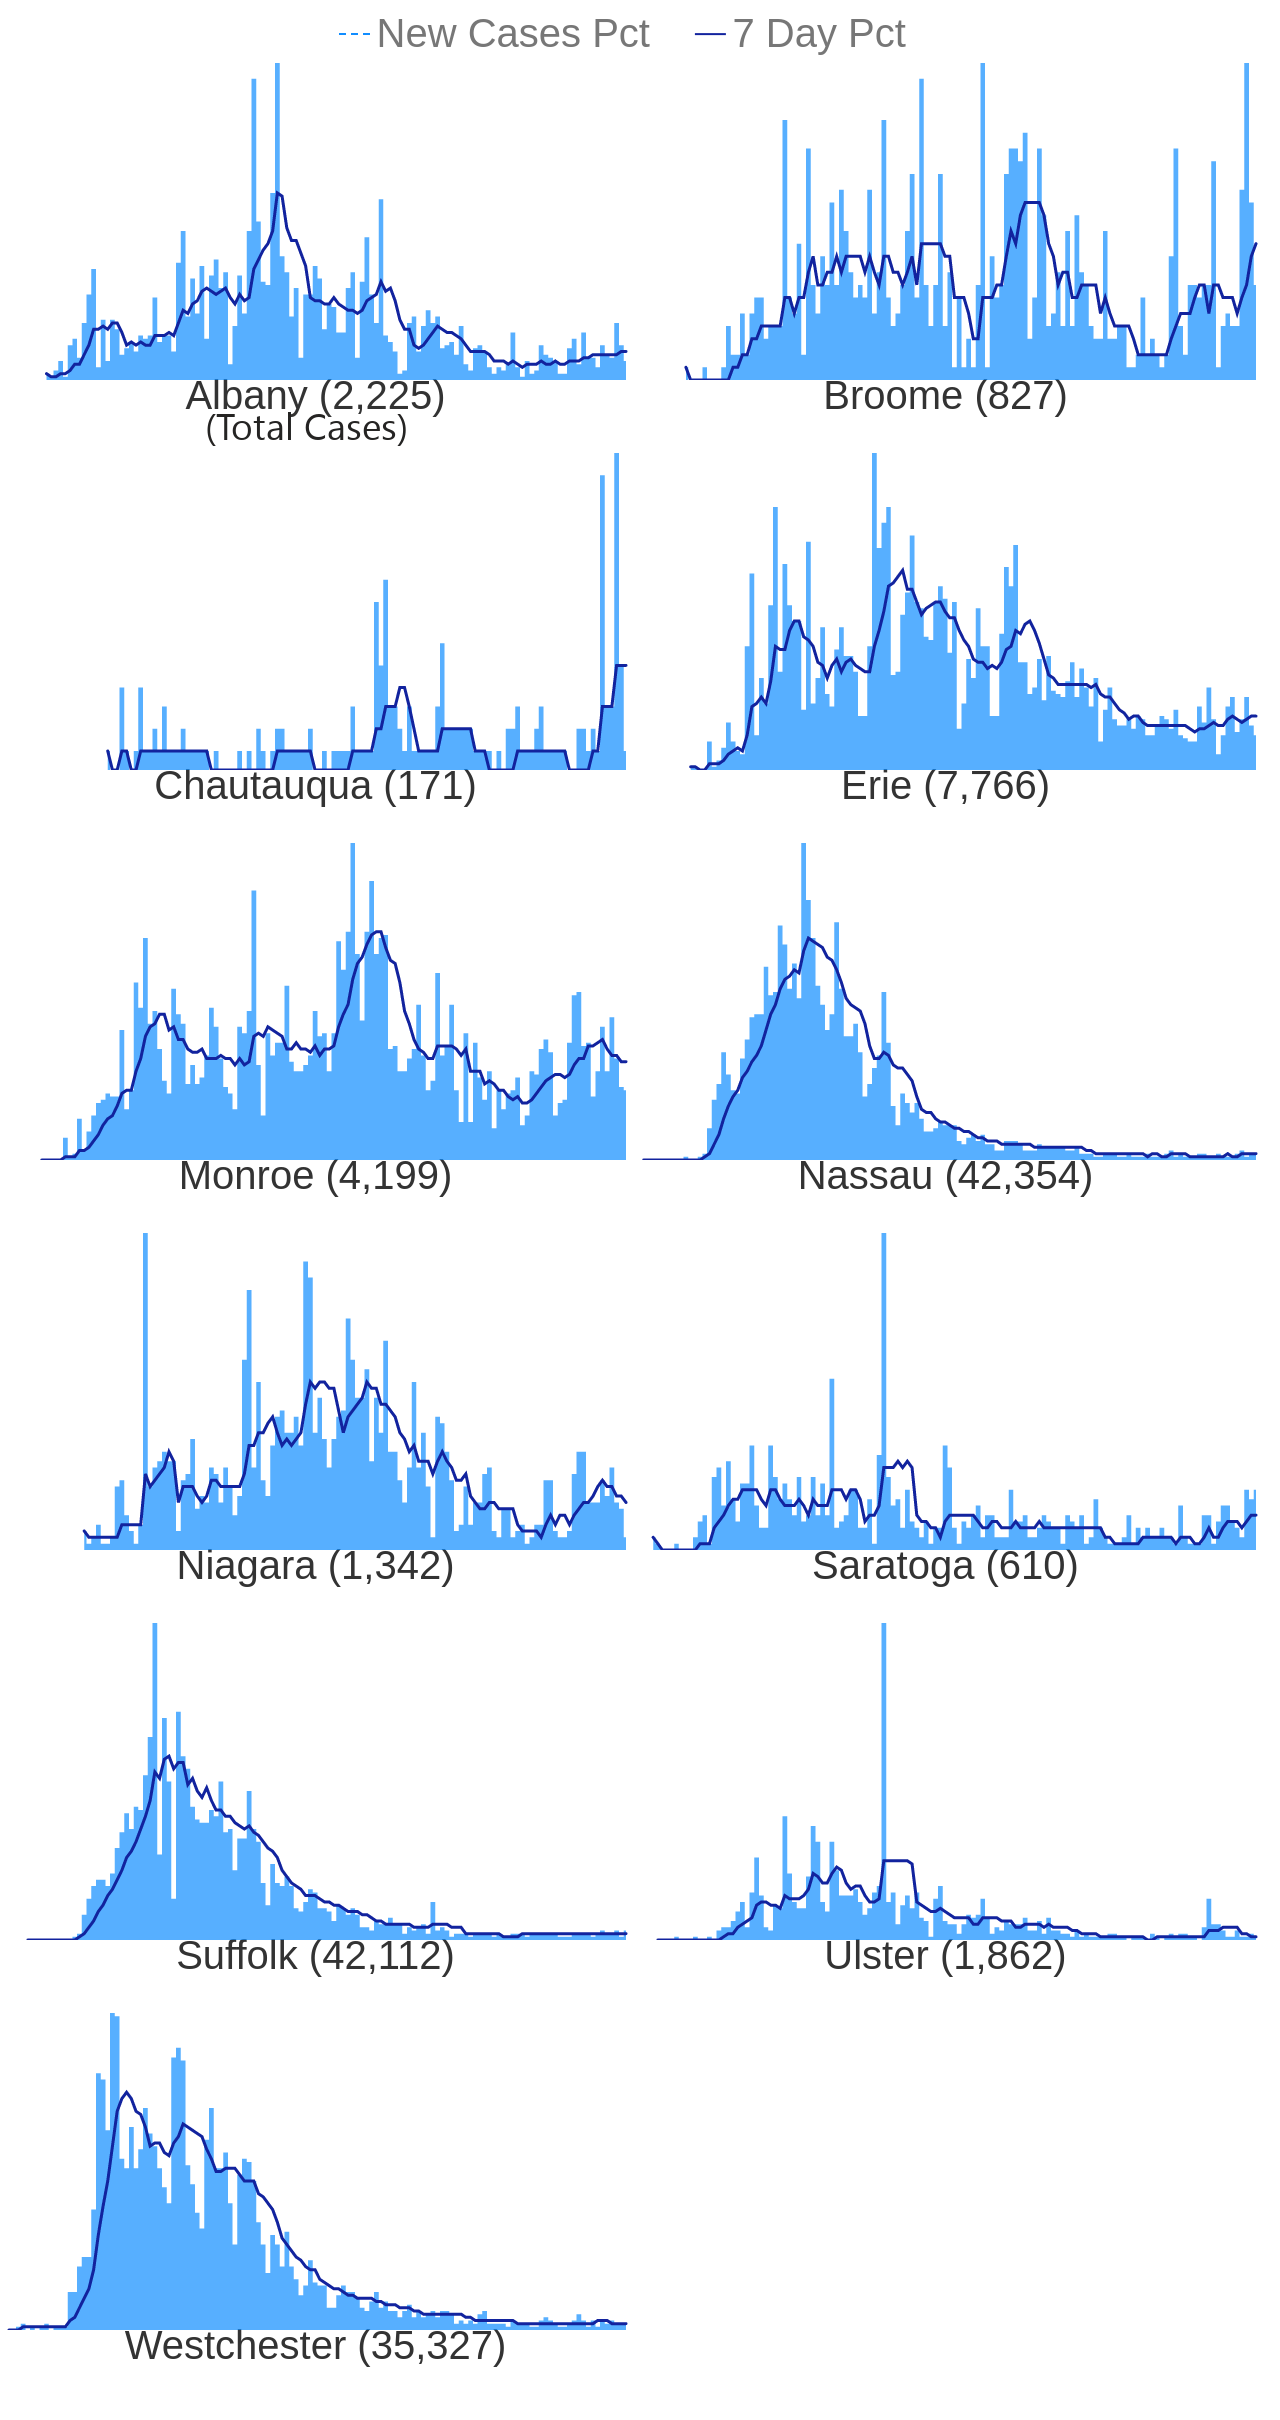 New Cases Pct 7 Day Pct
Albany (2,225) Broome (827)
(Total Cases)
Chautauqua (171) Erie (7,766)
Monroe (4,199) Nassau (42,354)
Niagara (1,342) Saratoga (610)
Suffolk (42,112) Ulster (1,862)
Westchester (35,327)